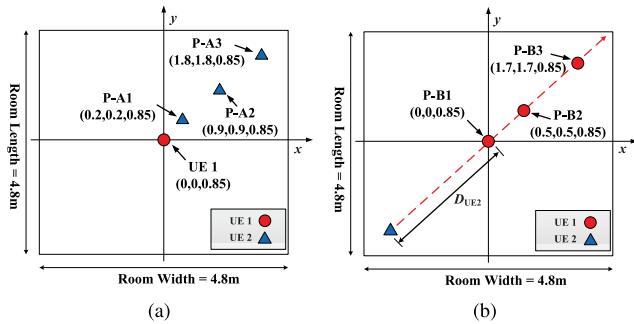 y
P-A3
(1.8,1.8,0.85)
P-A1
(0.2,0.2,0.85)
P-A2
(0.9,0.9,0.85)
x
UE 1
(0,0,0.85)
UE 1
UE 2
Room Length = 4.8m
Room Width = 4.8m
(a)
y
P-B3
(1.7,1.7,0.85)
P-B1
(0,0,0.85)
P-B2
(0.5,0.5,0.85)
x
DUE2
UE 1
UE 2
Room Length = 4.8m
Room Width = 4.8m
(b)